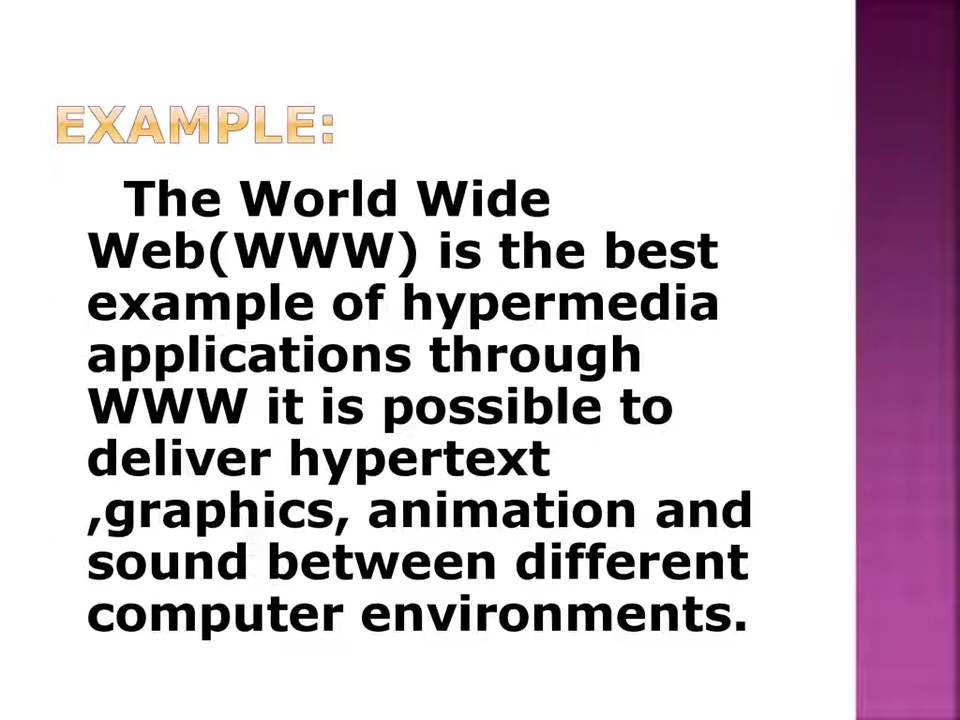 EXAMPLE:
The World Wide
Web(WWW) is the best
example of hypermedia
applications through
WWW it is possible to
deliver hypertext
,graphics, animation and
sound between different
computer environments.